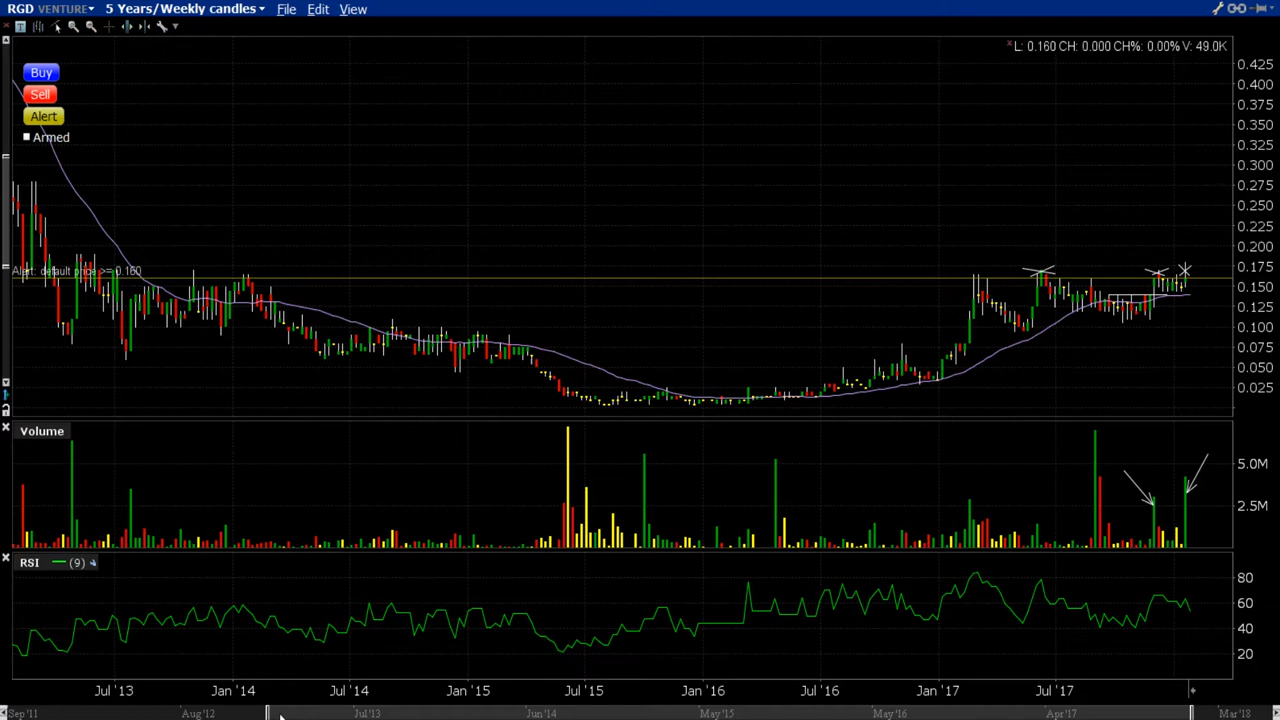 RGD VENTURE 5 Years/Weekly candles File Edit View
L: 0.160 CH: 0.000 CH%: 0.00% V: 49.0K
Buy
Sell
Alert
Armed
Alert: default price >= 0.160
0.425
0.400
0.375
0.350
0.325
0.300
0.275
0.250
0.225
0.200
0.175
0.150
0.125
0.100
0.075
0.050
0.025
Volume
5.0M
2.5M
RSI (9)
80
60
40
20
Jul '13 Jan '14 Jul '14 Jan '15 Jul '15 Jan '16 Jul '16 Jan '17 Jul '17
Sep '11 Aug '12 Jul '13 Jun '14 May '15 May '16 Apr '17 Mar '18